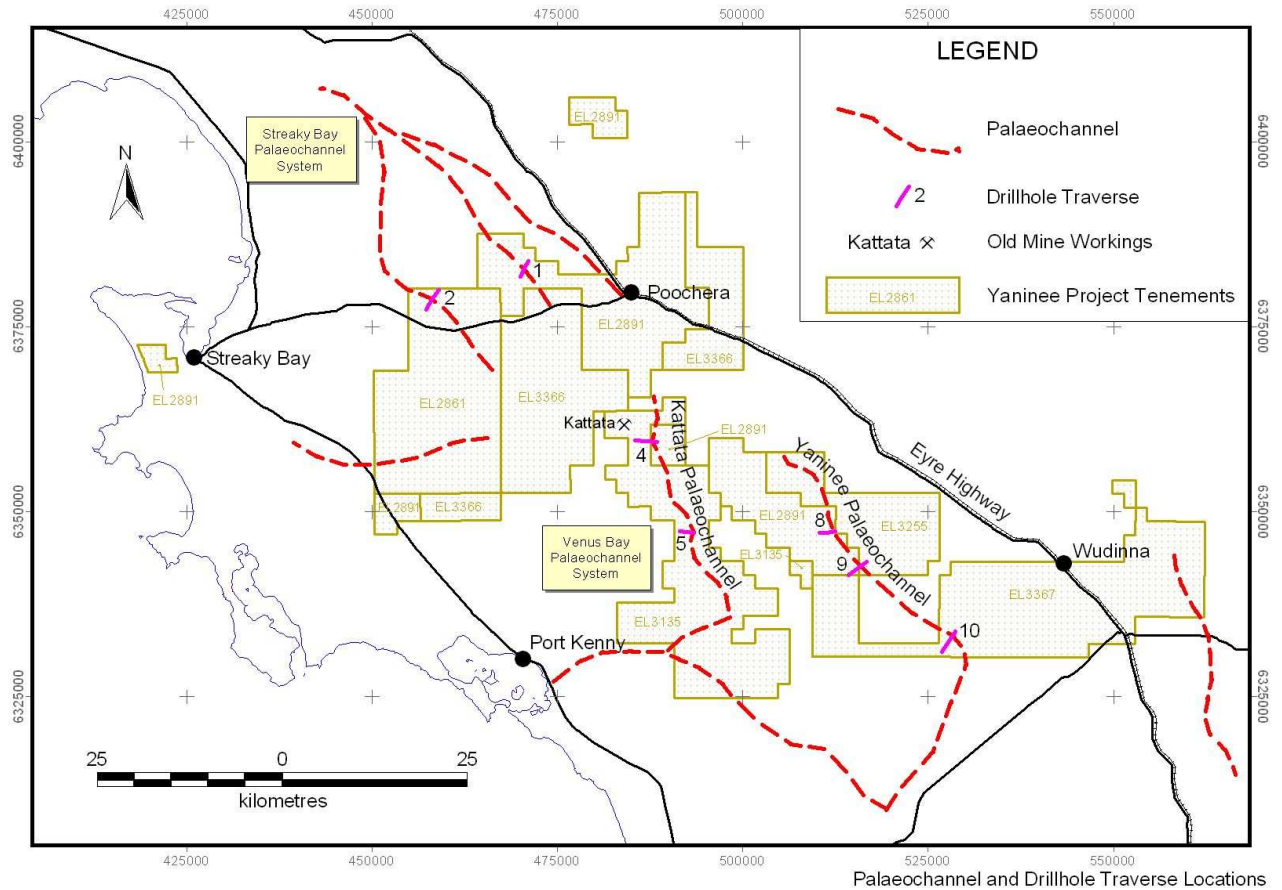 425000 450000 475000 500000 525000 550000
LEGEND
Palaeochannel
2 Drillhole Traverse
Kattata Old Mine Workings
EL2861 Yaninee Project Tenements
6400000
6400000
6375000
6375000
6350000
6350000
6325000
6325000
Streaky Bay
Palaeochannel
System
N
EL2891
1
2
Poochera
EL2891
EL3366
Streaky Bay
EL2891
EL2861
EL3366
Kattata
4
Kattata Palaeochannel
EL2891
Yaninee Palaeochannel
Eyre Highway
EL2891
EL3366
EL2891
8
EL3255
5
Venus Bay
Palaeochannel
System
EL3135
9
Wudinna
EL3367
EL3135
10
Port Kenny
25 0 25
kilometres
425000 450000 475000 500000 525000 550000
Palaeochannel and Drillhole Traverse Locations